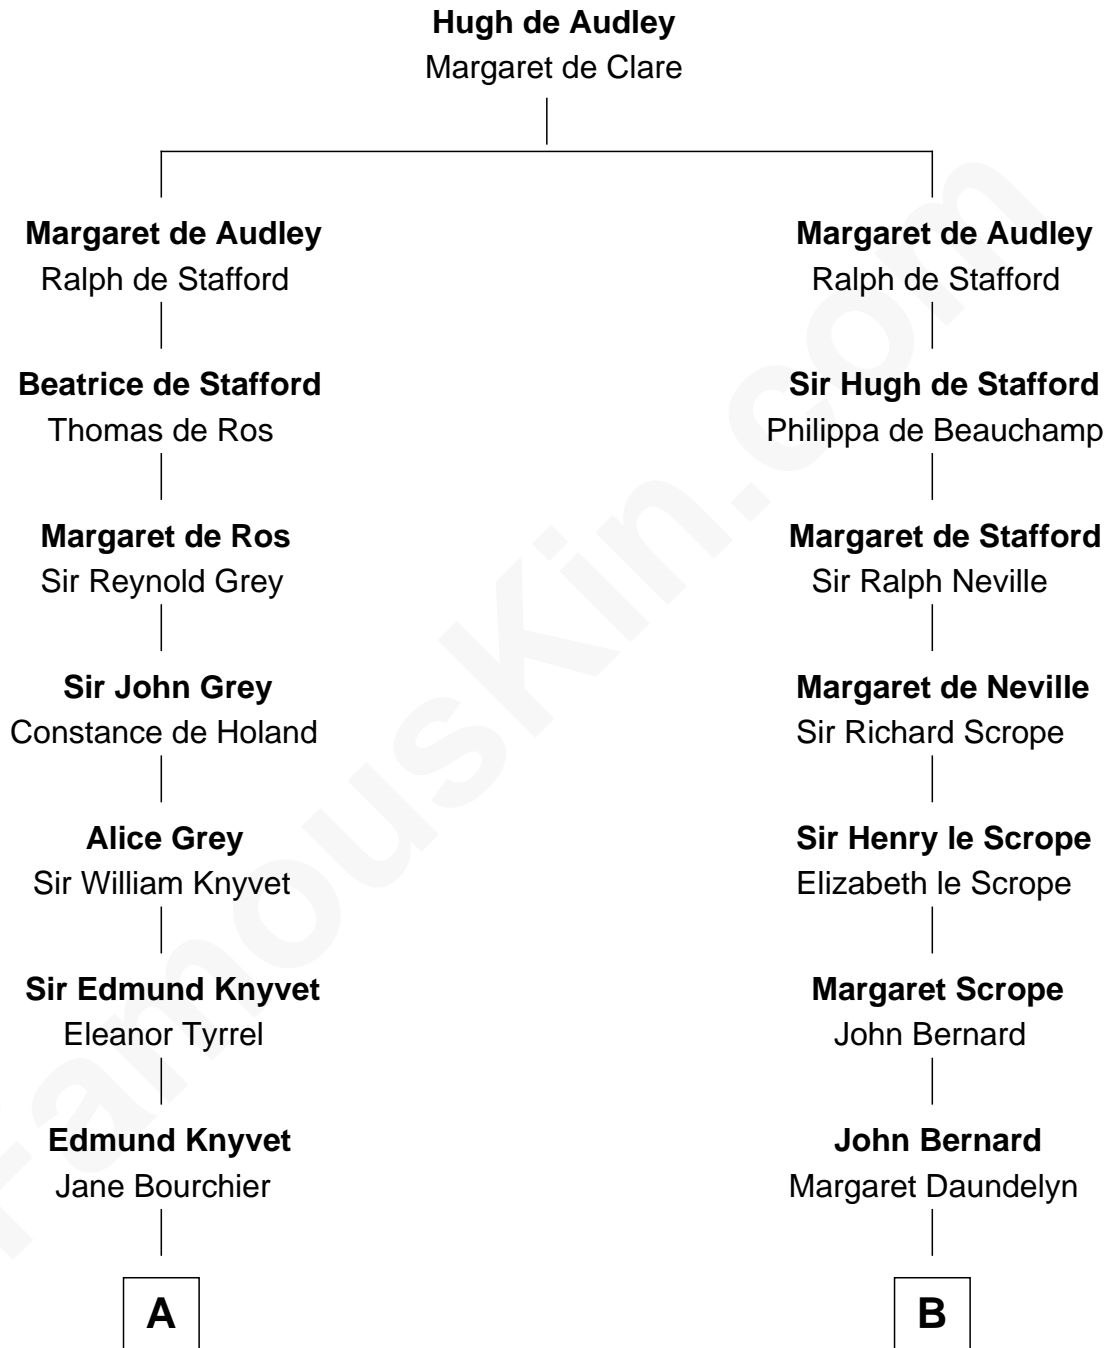 Hugh de Audley
Margaret de Clare
Margaret de Audley
Ralph de Stafford
Margaret de Audley
Ralph de Stafford
Beatrice de Stafford
Thomas de Ros
Sir Hugh de Stafford
Philippa de Beauchamp
Margaret de Ros
Sir Reynold Grey
Margaret de Stafford
Sir Ralph Neville
Sir John Grey
Constance de Holand
Margaret de Neville
Sir Richard Scrope
Alice Grey
Sir William Knyvet
Sir Henry le Scrope
Elizabeth le Scrope
Sir Edmund Knyvet
Eleanor Tyrrel
Margaret Scrope
John Bernard
Edmund Knyvet
Jane Bourchier
John Bernard
Margaret Daundelyn
A
B
FamousKin.com